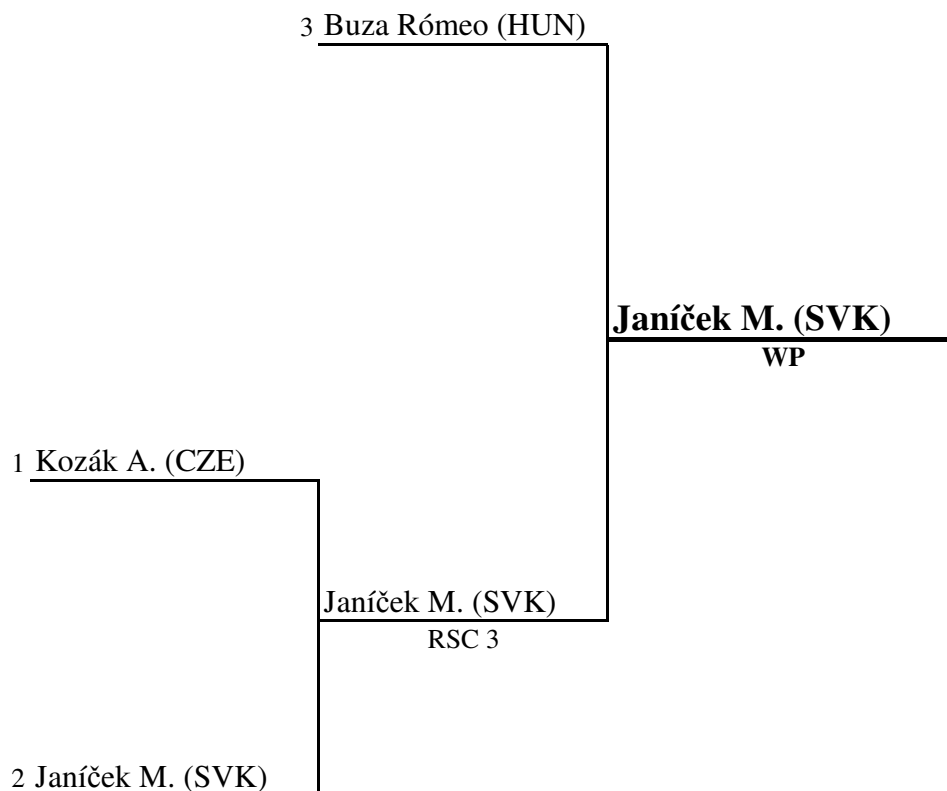 3 Buza Rómeo (HUN)
Janíček M. (SVK)
WP
1 Kozák A. (CZE)
Janíček M. (SVK)
RSC 3
2 Janíček M. (SVK)